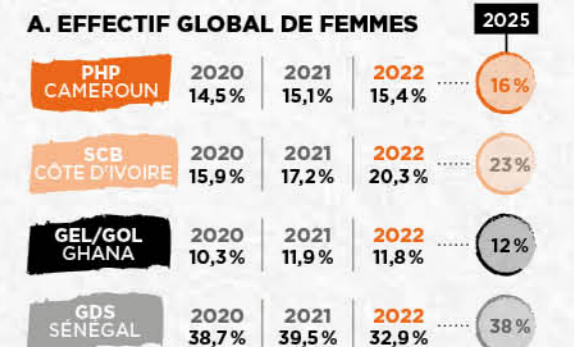 A. EFFECTIF GLOBAL DE FEMMES
2025
PHP
CAMEROUN
2020 2021 2022
14,5 % 15,1 % 15,4 %
16 %
SCB
CÔTE D'IVOIRE
2020 2021 2022
15,9 % 17,2 % 20,3 %
23 %
GEL/GOL
GHANA
2020 2021 2022
10,3 % 11,9 % 11,8 %
12 %
GDS
SÉNÉGAL
2020 2021 2022
38,7 % 39,5 % 32,9 %
38 %